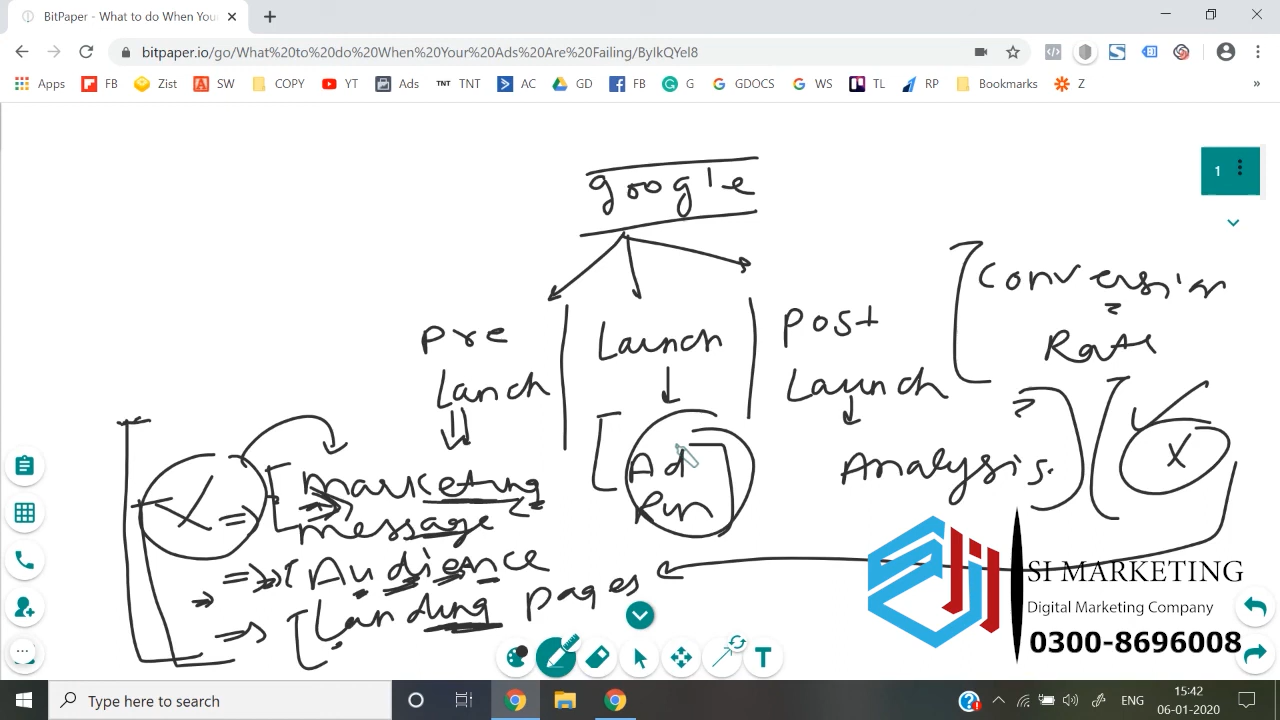 BitPaper - What to do When Your
bitpaper.io/go/What%20to%20do%20When%20Your%20Ads%20Are%20Failing/ByIkQYel8
Apps FB Zist SW COPY YT Ads TNT TNT AC GD FB G GDOCS WS TL RP Bookmarks Z »
1
google
Pre
Lanch
Launch
Post
Launch
Conversion
Rate
marketing
message
Audience
Landing pages
Ad
Run
Analysis.
X
SI MARKETING
Digital Marketing Company
0300-8696008
T
Type here to search
ENG
15:42
06-01-2020